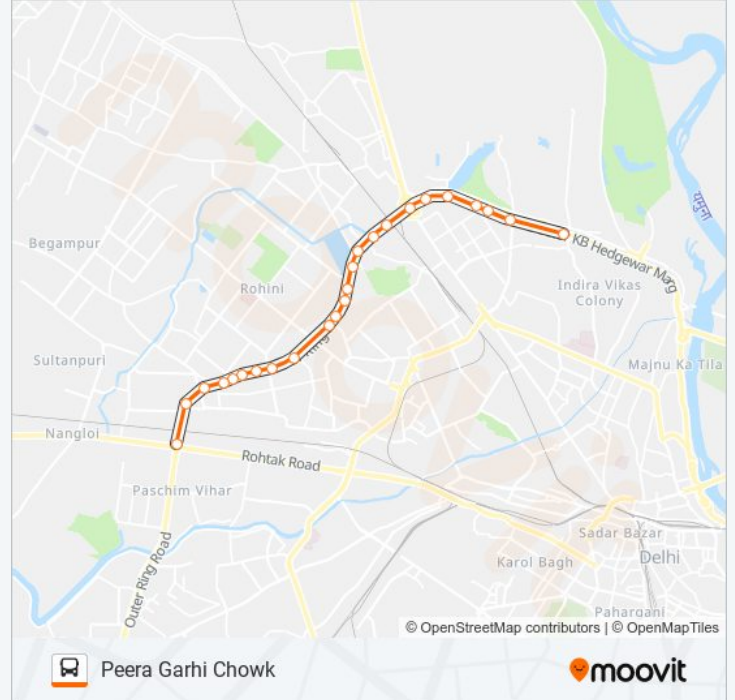 यमुना
KB Hedgewar Marg
Indira Vikas
Colony
Begampur
Rohini
Sultanpuri
Majnu Ka Tila
Nangloi
Rohtak Road
Paschim Vihar
Outer Ring Road
Sadar Bazar
Karol Bagh
Delhi
Paharganj
© OpenStreetMap contributors | © OpenMapTiles
Peera Garhi Chowk
moovit